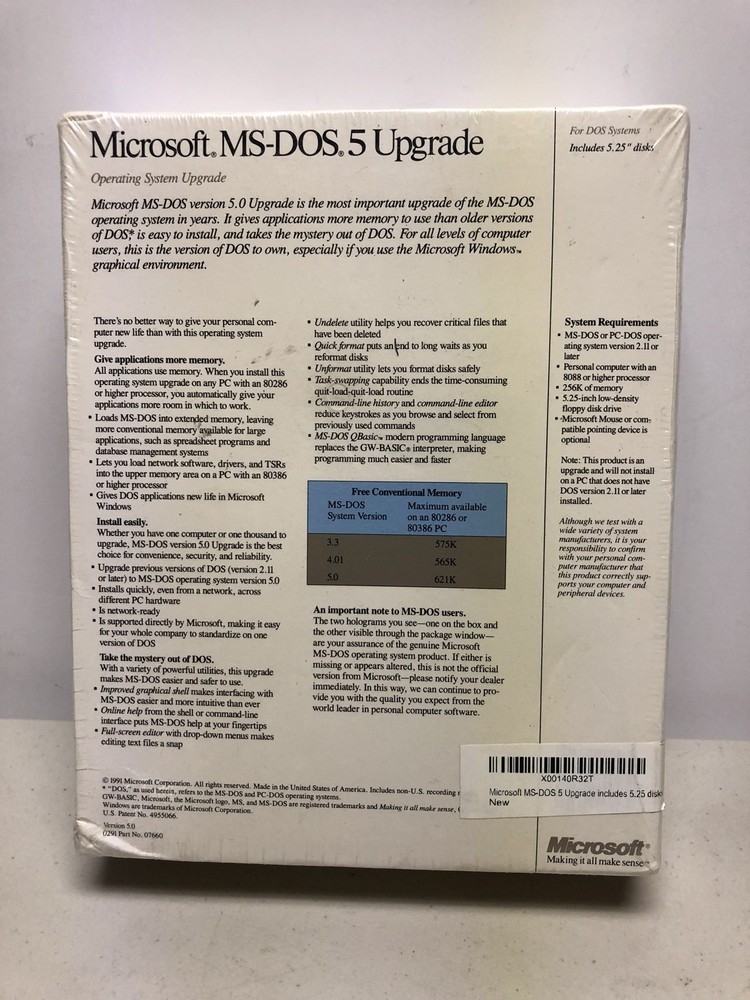 Microsoft® MS-DOS® 5 Upgrade
Operating System Upgrade
Microsoft MS-DOS version 5.0 Upgrade is the most important upgrade of the MS-DOS
operating system in years. It gives applications more memory to use than older versions
of DOS,* is easy to install, and takes the mystery out of DOS. For all levels of computer
users, this is the version of DOS to own, especially if you use the Microsoft Windows™
graphical environment.
There's no better way to give your personal com-
puter new life than with this operating system
upgrade.
Give applications more memory.
All applications use memory. When you install this
operating system upgrade on any PC with an 80286
or higher processor, you automatically give your
applications more room in which to work.
• Loads MS-DOS into extended memory, leaving
more conventional memory available for large
applications, such as spreadsheet programs and
database management systems
• Lets you load network software, drivers, and TSRs
into the upper memory area on a PC with an 80386
or higher processor
• Gives DOS applications new life in Microsoft
Windows
Install easily.
Whether you have one computer or one thousand to
upgrade, MS-DOS version 5.0 Upgrade is the best
choice for convenience, security, and reliability.
• Upgrade previous versions of DOS (version 2.11
or later) to MS-DOS operating system version 5.0
• Installs quickly, even from a network, across
different PC hardware
• Is network-ready
• Is supported directly by Microsoft, making it easy
for your whole company to standardize on one
version of DOS
Take the mystery out of DOS.
With a variety of powerful utilities, this upgrade
makes MS-DOS easier and safer to use.
• Improved graphical shell makes interfacing with
MS-DOS easier and more intuitive than ever
• Online help from the shell or command-line
interface puts MS-DOS help at your fingertips
• Full-screen editor with drop-down menus makes
editing text files a snap
• Undelete utility helps you recover critical files that
have been deleted
• Quick format puts an end to long waits as you
reformat disks
• Unformat utility lets you format disks safely
• Task-swapping capability ends the time-consuming
quit-load-quit-load routine
• Command-line history and command-line editor
reduce keystrokes as you browse and select from
previously used commands
• MS-DOS QBasic™ modern programming language
replaces the GW-BASIC® interpreter, making
programming much easier and faster
Free Conventional Memory
MS-DOS System Version Maximum available on an 80286 or 80386 PC
3.3 575K
4.01 565K
5.0 621K
An important note to MS-DOS users.
The two holograms you see—one on the box and
the other visible through the package window—
are your assurance of the genuine Microsoft
MS-DOS operating system product. If either is
missing or appears altered, this is not the official
version from Microsoft—please notify your dealer
immediately. In this way, we can continue to pro-
vide you with the quality you expect from the
world leader in personal computer software.
For DOS Systems
Includes 5.25" disks
System Requirements
• MS-DOS or PC-DOS oper-
ating system version 2.11 or
later
• Personal computer with an
8088 or higher processor
• 256K of memory
• 5.25-inch low-density
floppy disk drive
• Microsoft Mouse or com-
patible pointing device is
optional
Note: This product is an
upgrade and will not install
on a PC that does not have
DOS version 2.11 or later
installed.
Although we test with a
wide variety of system
manufacturers, it is your
responsibility to confirm
with your personal com-
puter manufacturer that
this product correctly sup-
ports your computer and
peripheral devices.
© 1991 Microsoft Corporation. All rights reserved. Made in the United States of America. Includes non-U.S. recording
* "DOS," as used herein, refers to the MS-DOS and PC-DOS operating systems.
GW-BASIC, Microsoft, the Microsoft logo, MS, and MS-DOS are registered trademarks and Making it all make sense,
Windows are trademarks of Microsoft Corporation.
U.S. Patent No. 4955066.
Version 5.0
0291 Part No. 07660
X00140R32T
Microsoft MS-DOS 5 Upgrade includes 5.25 disk
New
Microsoft®
Making it all make sense™